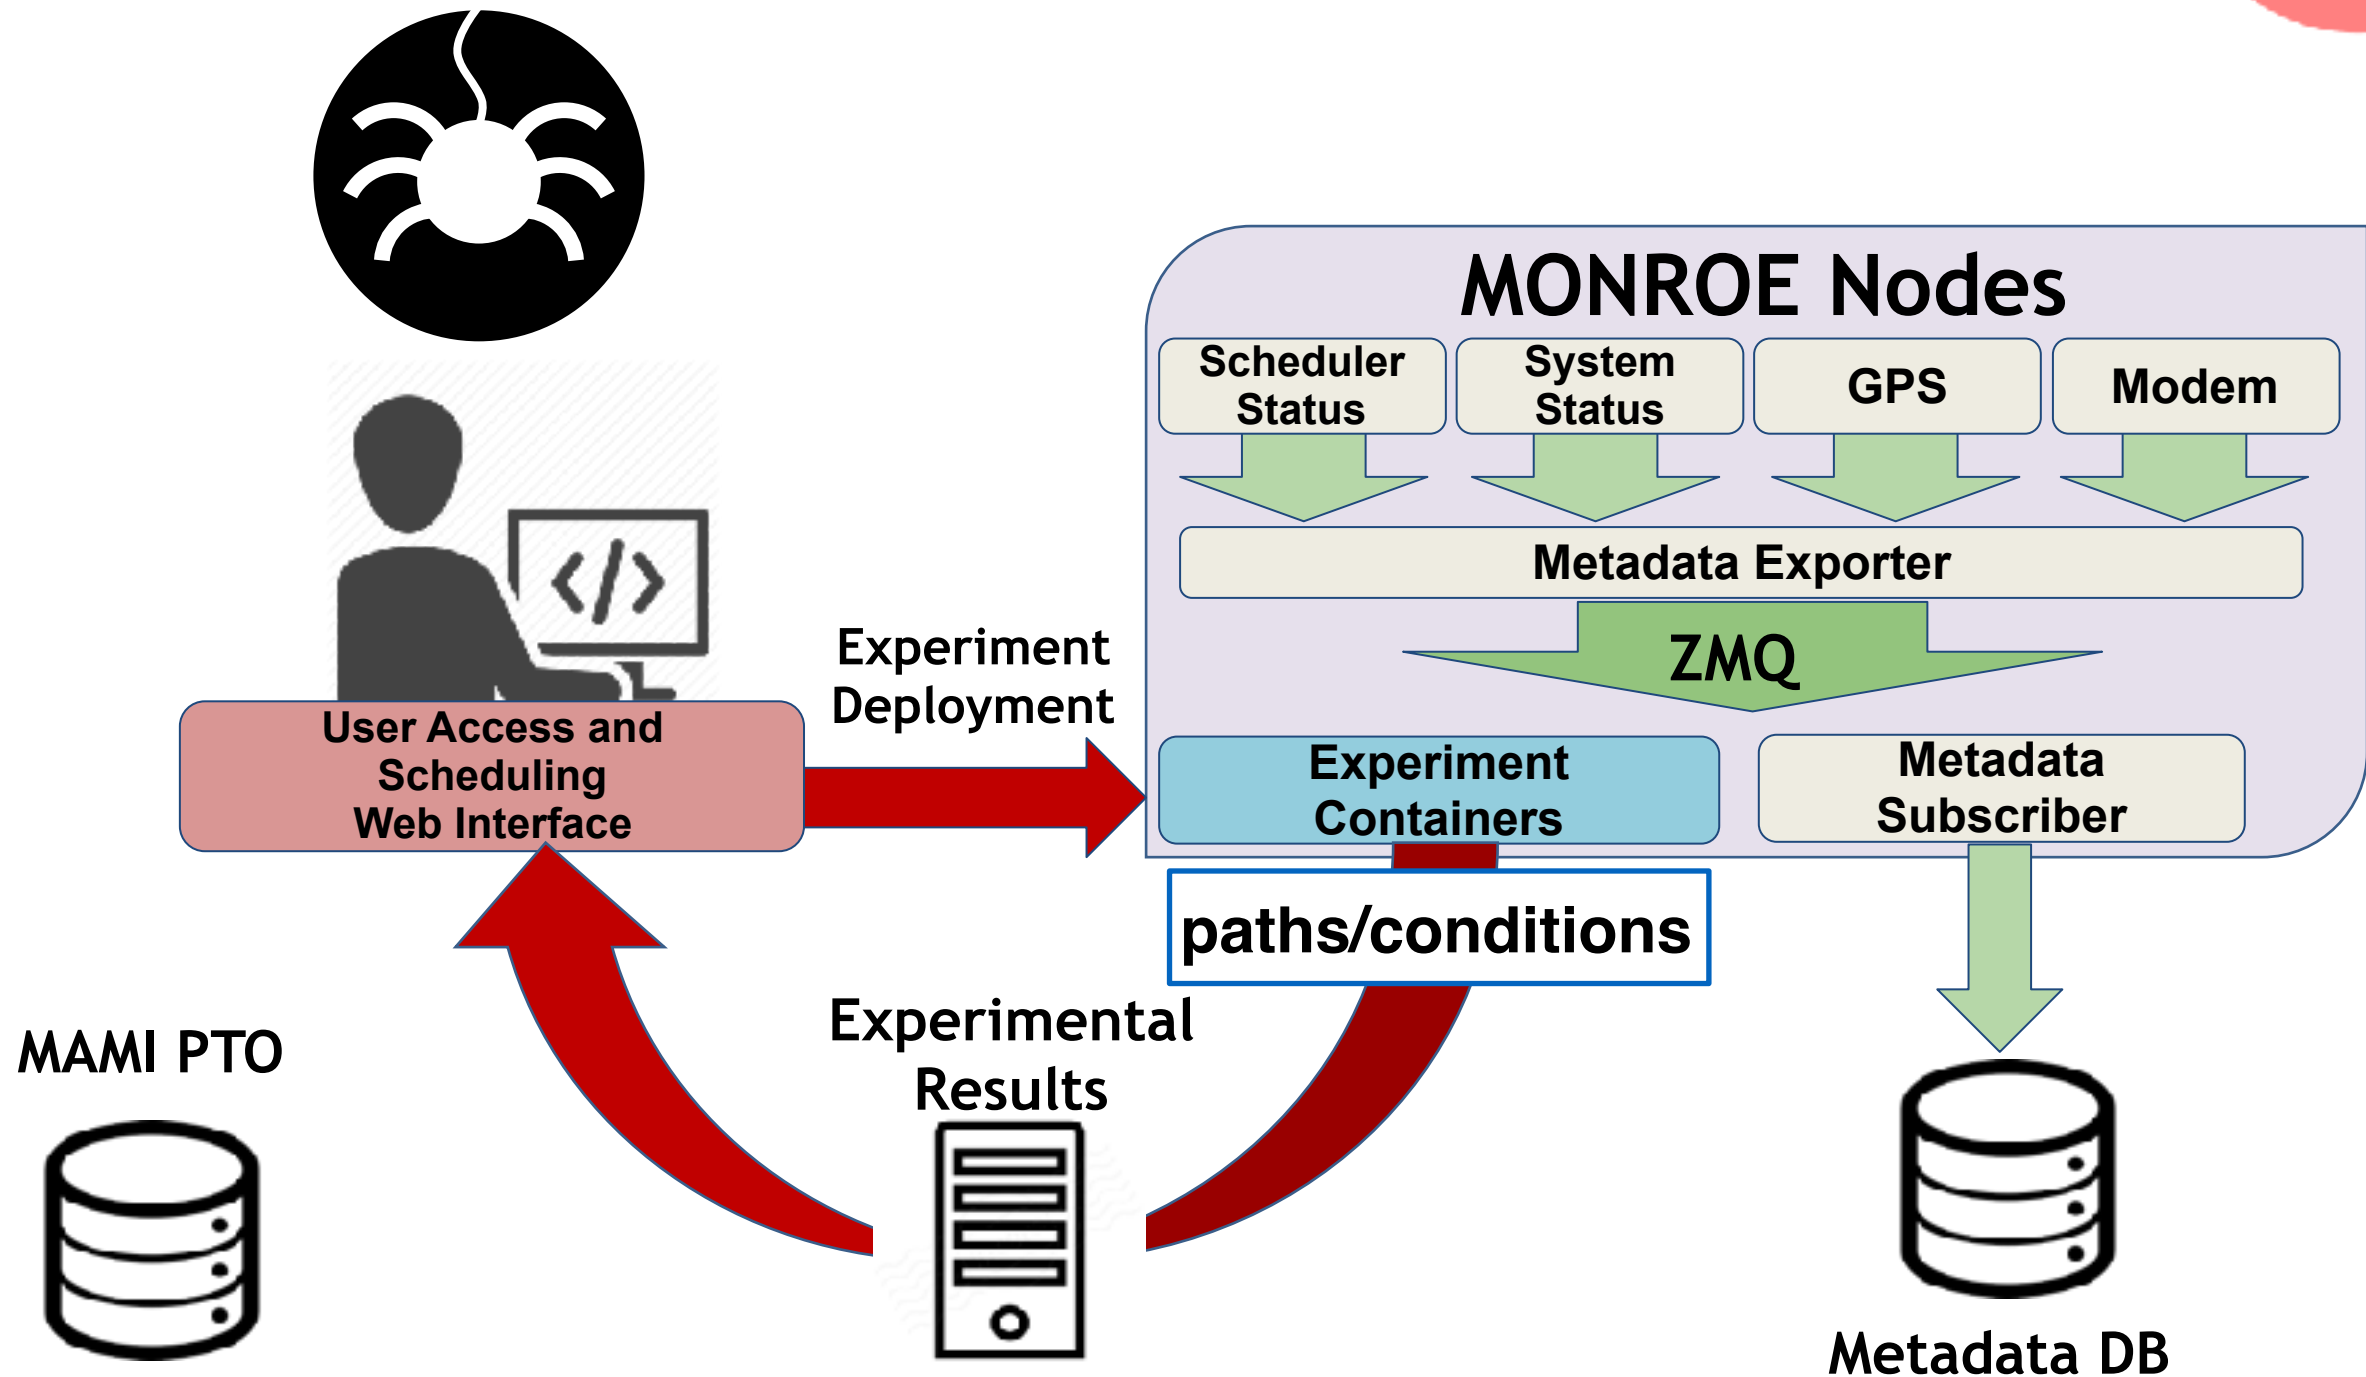 MONROE Nodes
Scheduler
Status
System
Status
GPS
Modem
Metadata Exporter
ZMQ
</>
Experiment
Deployment
User Access and
Scheduling
Web Interface
Experiment
Containers
Metadata
Subscriber
paths/conditions
Experimental
Results
MAMI PTO
Metadata DB